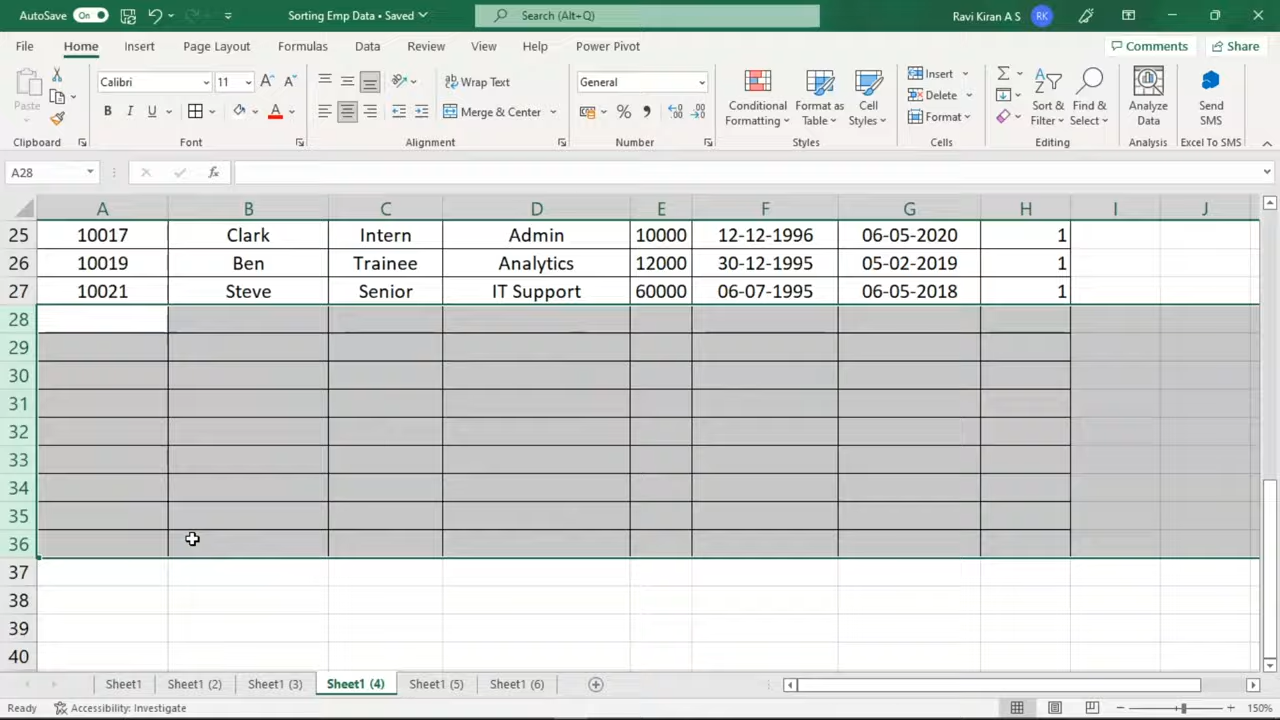 AutoSave On Sorting Emp Data • Saved Search (Alt+Q) Ravi Kiran A S RK
File Home Insert Page Layout Formulas Data Review View Help Power Pivot Comments Share
Calibri 11 A A Wrap Text General Insert
Paste B I U A Merge & Center % Conditional Formatting Format as Table Cell Styles Delete Format Sort & Filter Find & Select Analyze Data Send SMS
Clipboard Font Alignment Number Styles Cells Editing Analysis Excel To SMS
A28 fx
A B C D E F G H I J
25 10017 Clark Intern Admin 10000 12-12-1996 06-05-2020 1
26 10019 Ben Trainee Analytics 12000 30-12-1995 05-02-2019 1
27 10021 Steve Senior IT Support 60000 06-07-1995 06-05-2018 1
28
29
30
31
32
33
34
35
36
37
38
39
40
Sheet1 Sheet1 (2) Sheet1 (3) Sheet1 (4) Sheet1 (5) Sheet1 (6)
Ready Accessibility: Investigate 150%